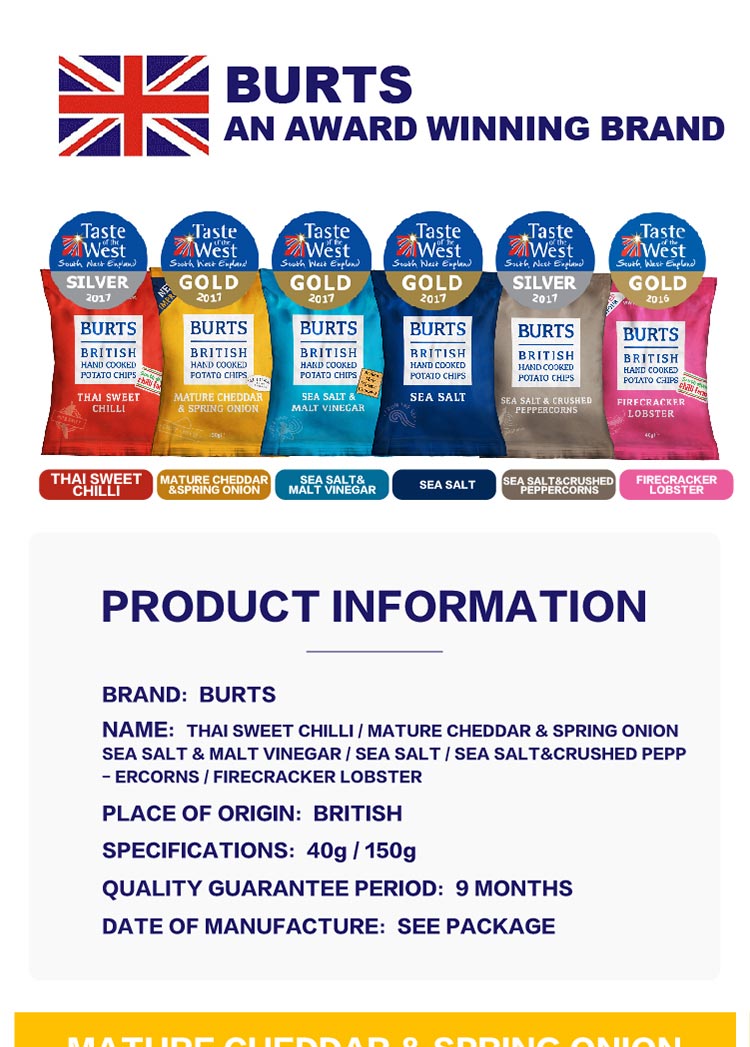 BURTS
AN AWARD WINNING BRAND
Taste of the West South West England SILVER 2017
Taste of the West South West England GOLD 2017
Taste of the West South West England GOLD 2017
Taste of the West South West England GOLD 2017
Taste of the West South West England SILVER 2017
Taste of the West South West England GOLD 2016
BURTS BRITISH HAND COOKED POTATO CHIPS THAI SWEET CHILLI
BURTS BRITISH HAND COOKED POTATO CHIPS MATURE CHEDDAR & SPRING ONION
BURTS BRITISH HAND COOKED POTATO CHIPS SEA SALT & MALT VINEGAR
BURTS BRITISH HAND COOKED POTATO CHIPS SEA SALT
BURTS BRITISH HAND COOKED POTATO CHIPS SEA SALT & CRUSHED PEPPERCORNS
BURTS BRITISH HAND COOKED POTATO CHIPS FIRECRACKER LOBSTER 40g
THAI SWEET CHILLI
MATURE CHEDDAR &SPRING ONION
SEA SALT& MALT VINEGAR
SEA SALT
SEA SALT&CRUSHED PEPPERCORNS
FIRECRACKER LOBSTER
PRODUCT INFORMATION
BRAND: BURTS
NAME: THAI SWEET CHILLI / MATURE CHEDDAR & SPRING ONION
SEA SALT & MALT VINEGAR / SEA SALT / SEA SALT&CRUSHED PEPP
- ERCORNS / FIRECRACKER LOBSTER
PLACE OF ORIGIN: BRITISH
SPECIFICATIONS: 40g / 150g
QUALITY GUARANTEE PERIOD: 9 MONTHS
DATE OF MANUFACTURE: SEE PACKAGE
MATURE CHEDDAR & SPRING ONION